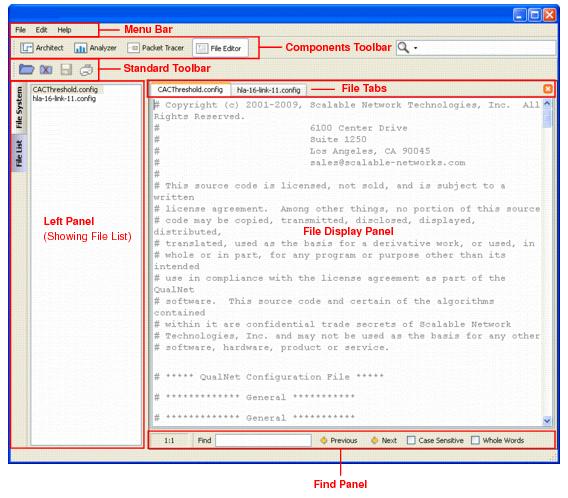 File Edit Help
Menu Bar
Architect Analyzer Packet Tracer File Editor
Components Toolbar
Standard Toolbar
File System
File List
CACThreshold.config
hla-16-link-11.config
CACThreshold.config hla-16-link-11.config
File Tabs
# Copyright (c) 2001-2009, Scalable Network Technologies, Inc. All
Rights Reserved.
# 6100 Center Drive
# Suite 1250
# Los Angeles, CA 90045
# sales@scalable-networks.com
#
# This source code is licensed, not sold, and is subject to a
written
# license agreement. Among other things, no portion of this source
# code may be copied, transmitted, disclosed, displayed,
distributed,
# translated, used as the basis for a derivative work, or used, in
# whole or in part, for any program or purpose other than its
intended
# use in compliance with the license agreement as part of the
QualNet
# software. This source code and certain of the algorithms
contained
# within it are confidential trade secrets of Scalable Network
# Technologies, Inc. and may not be used as the basis for any other
# software, hardware, product or service.
# ***** QualNet Configuration File *****
# ************* General ***********
# ************* General ***********
Left Panel
(Showing File List)
File Display Panel
1:1 Find Previous Next Case Sensitive Whole Words
Find Panel